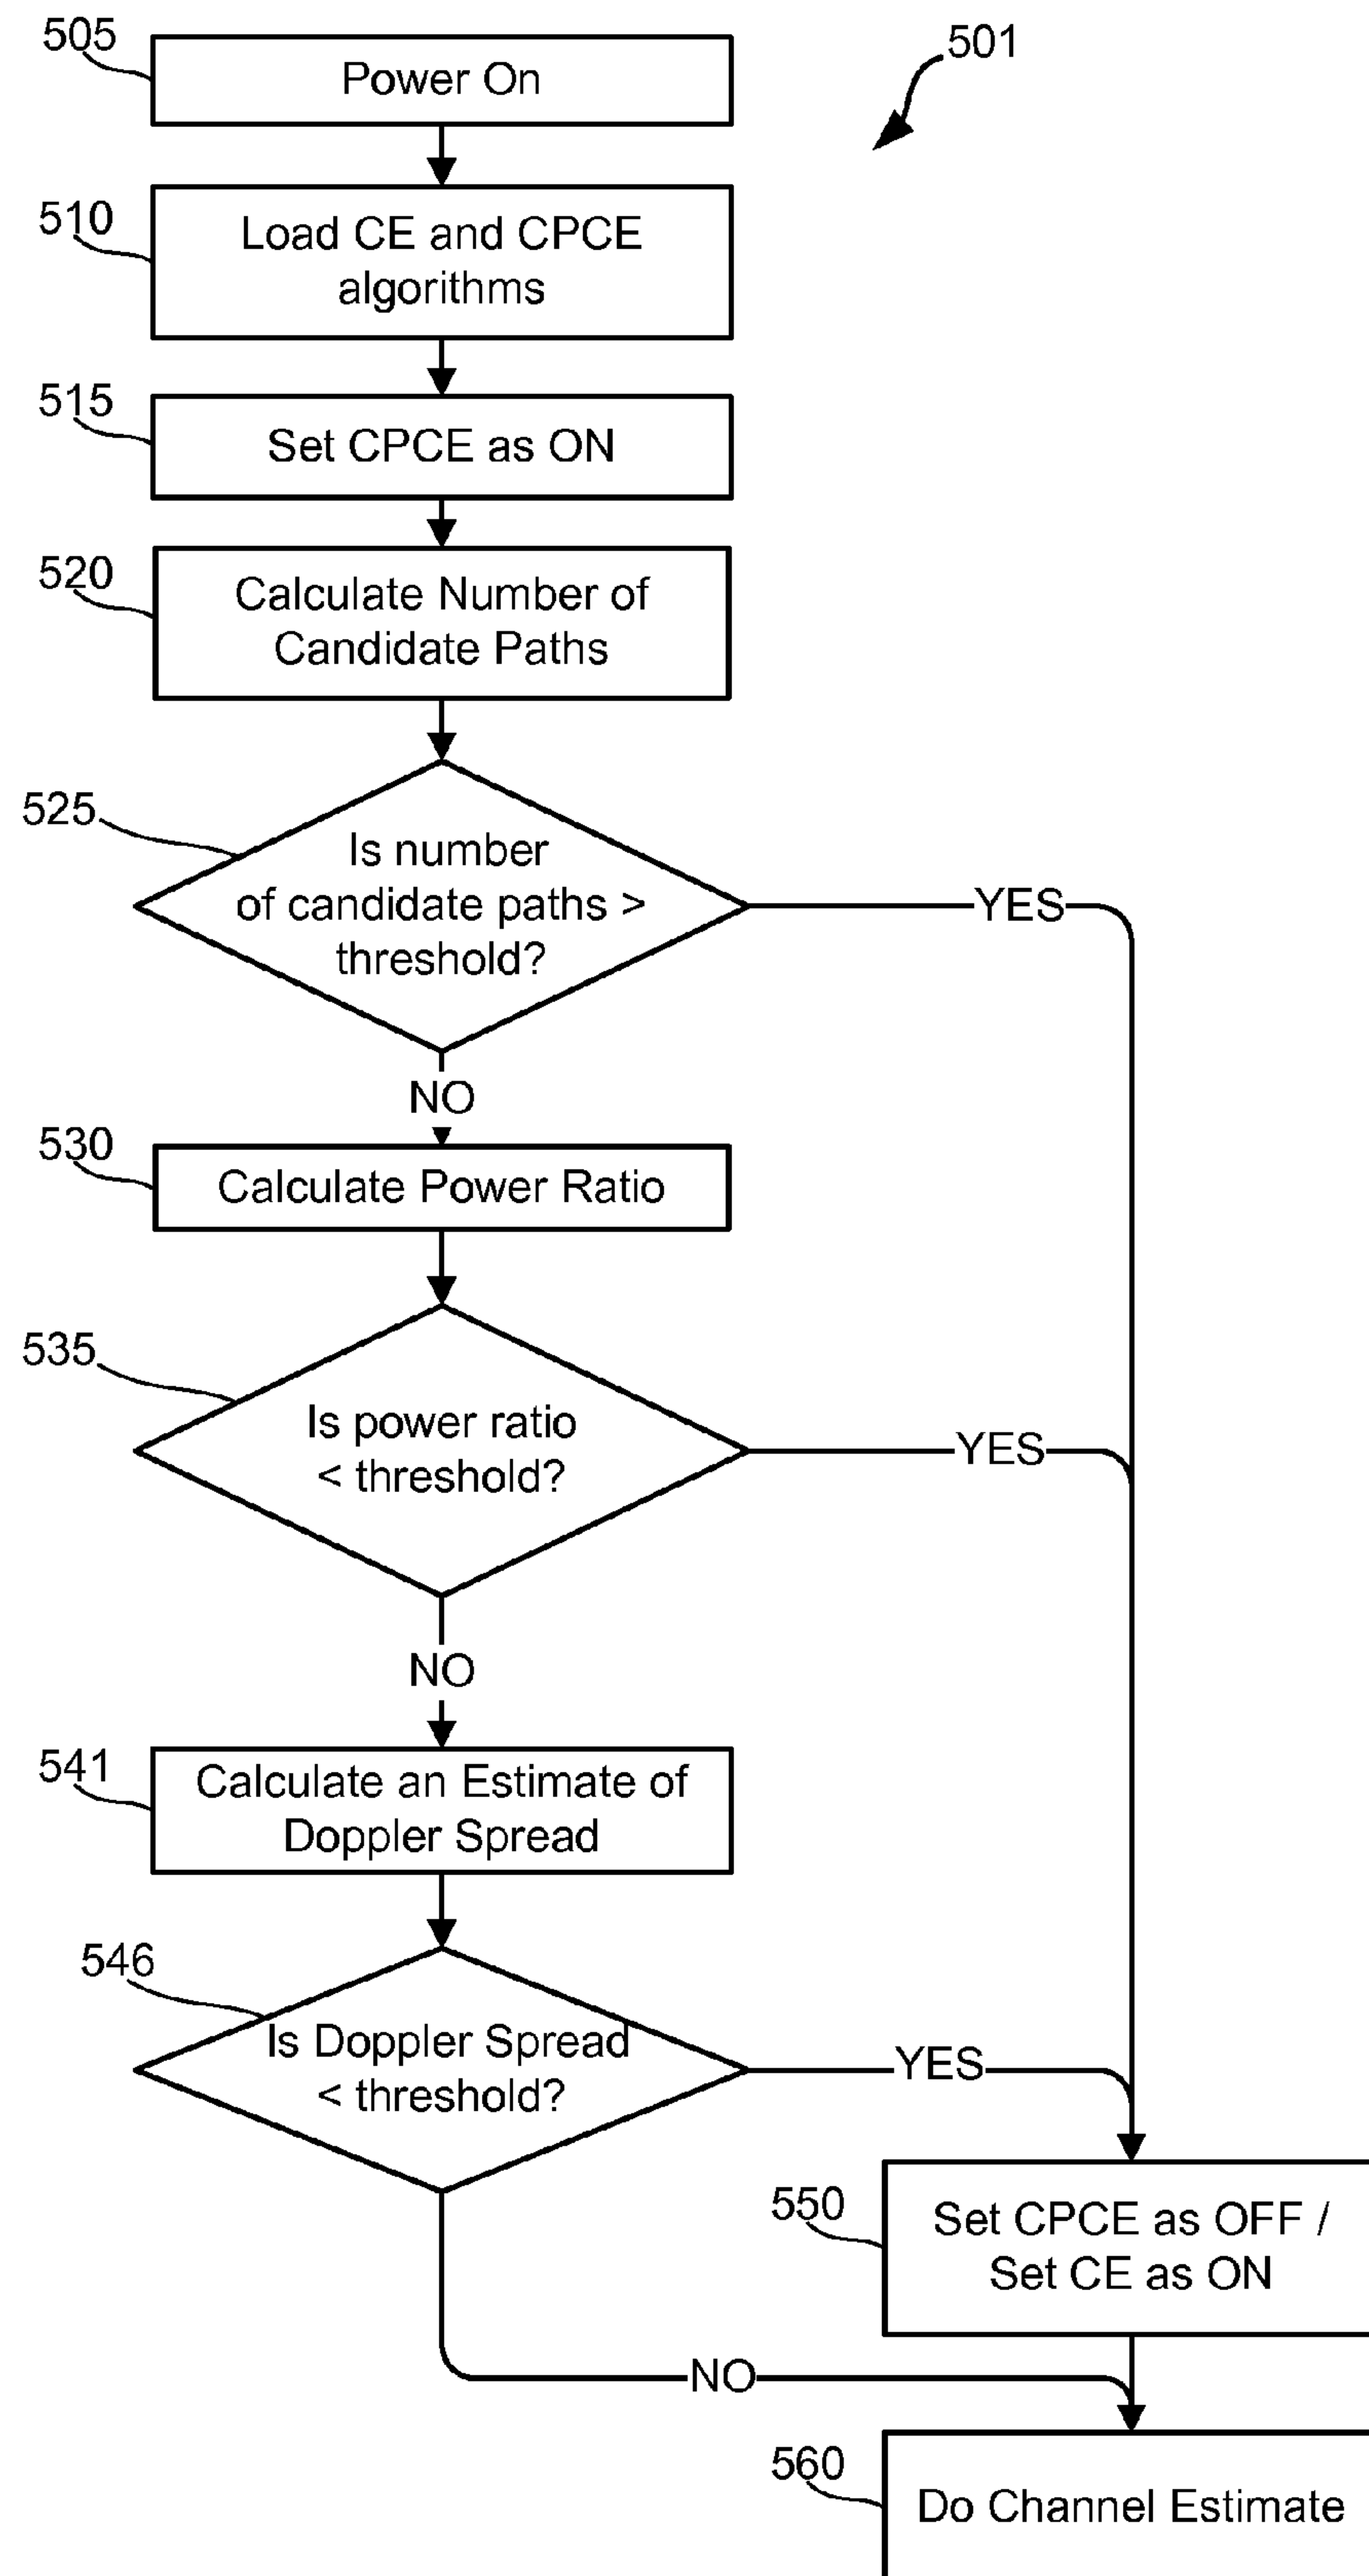 505
Power On
501
510
Load CE and CPCE
algorithms
515
Set CPCE as ON
520
Calculate Number of
Candidate Paths
525
Is number
of candidate paths >
threshold?
YES
NO
530
Calculate Power Ratio
535
Is power ratio
< threshold?
YES
NO
541
Calculate an Estimate of
Doppler Spread
546
Is Doppler Spread
< threshold?
YES
550
Set CPCE as OFF /
Set CE as ON
NO
560
Do Channel Estimate